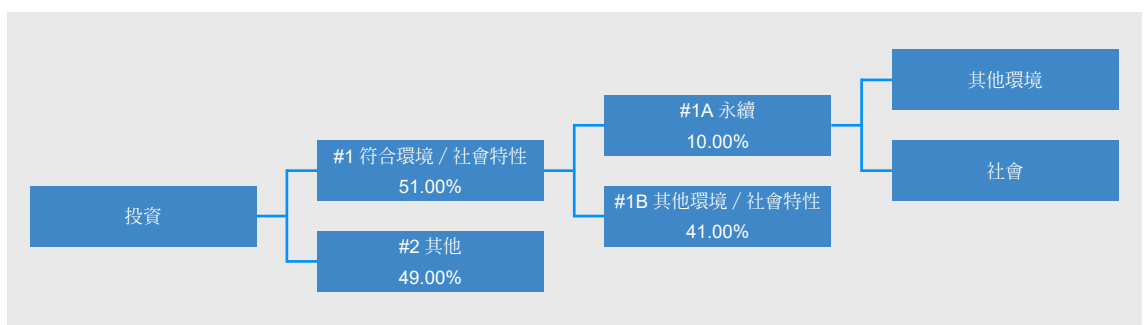 投資
#1 符合環境 / 社會特性
51.00%
#2 其他
49.00%
#1A 永續
10.00%
#1B 其他環境 / 社會特性
41.00%
其他環境
社會